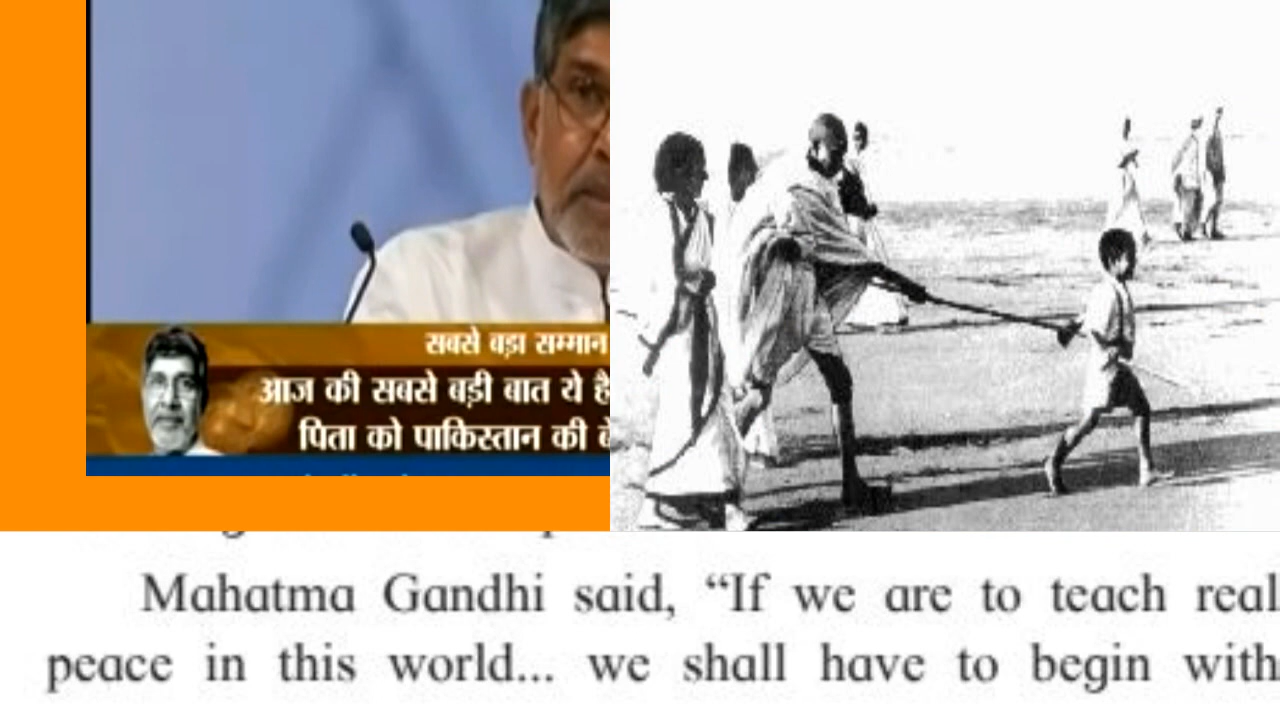 सबसे बड़ा सम्मान
आज की सबसे बड़ी बात ये है
पिता को पाकिस्तान की
Mahatma Gandhi said, “If we are to teach real
peace in this world... we shall have to begin with